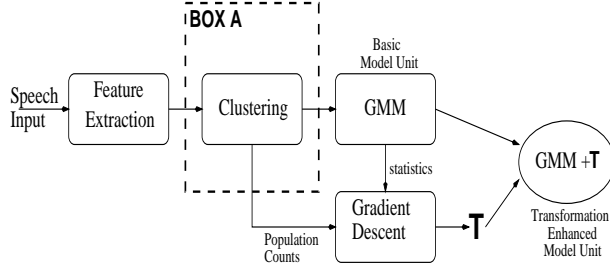 BOX A
Basic
Model Unit
Speech
Input
Feature
Extraction
Clustering
GMM
statistics
GMM +T
Population
Counts
Gradient
Descent
T
Transformation
Enhanced
Model Unit